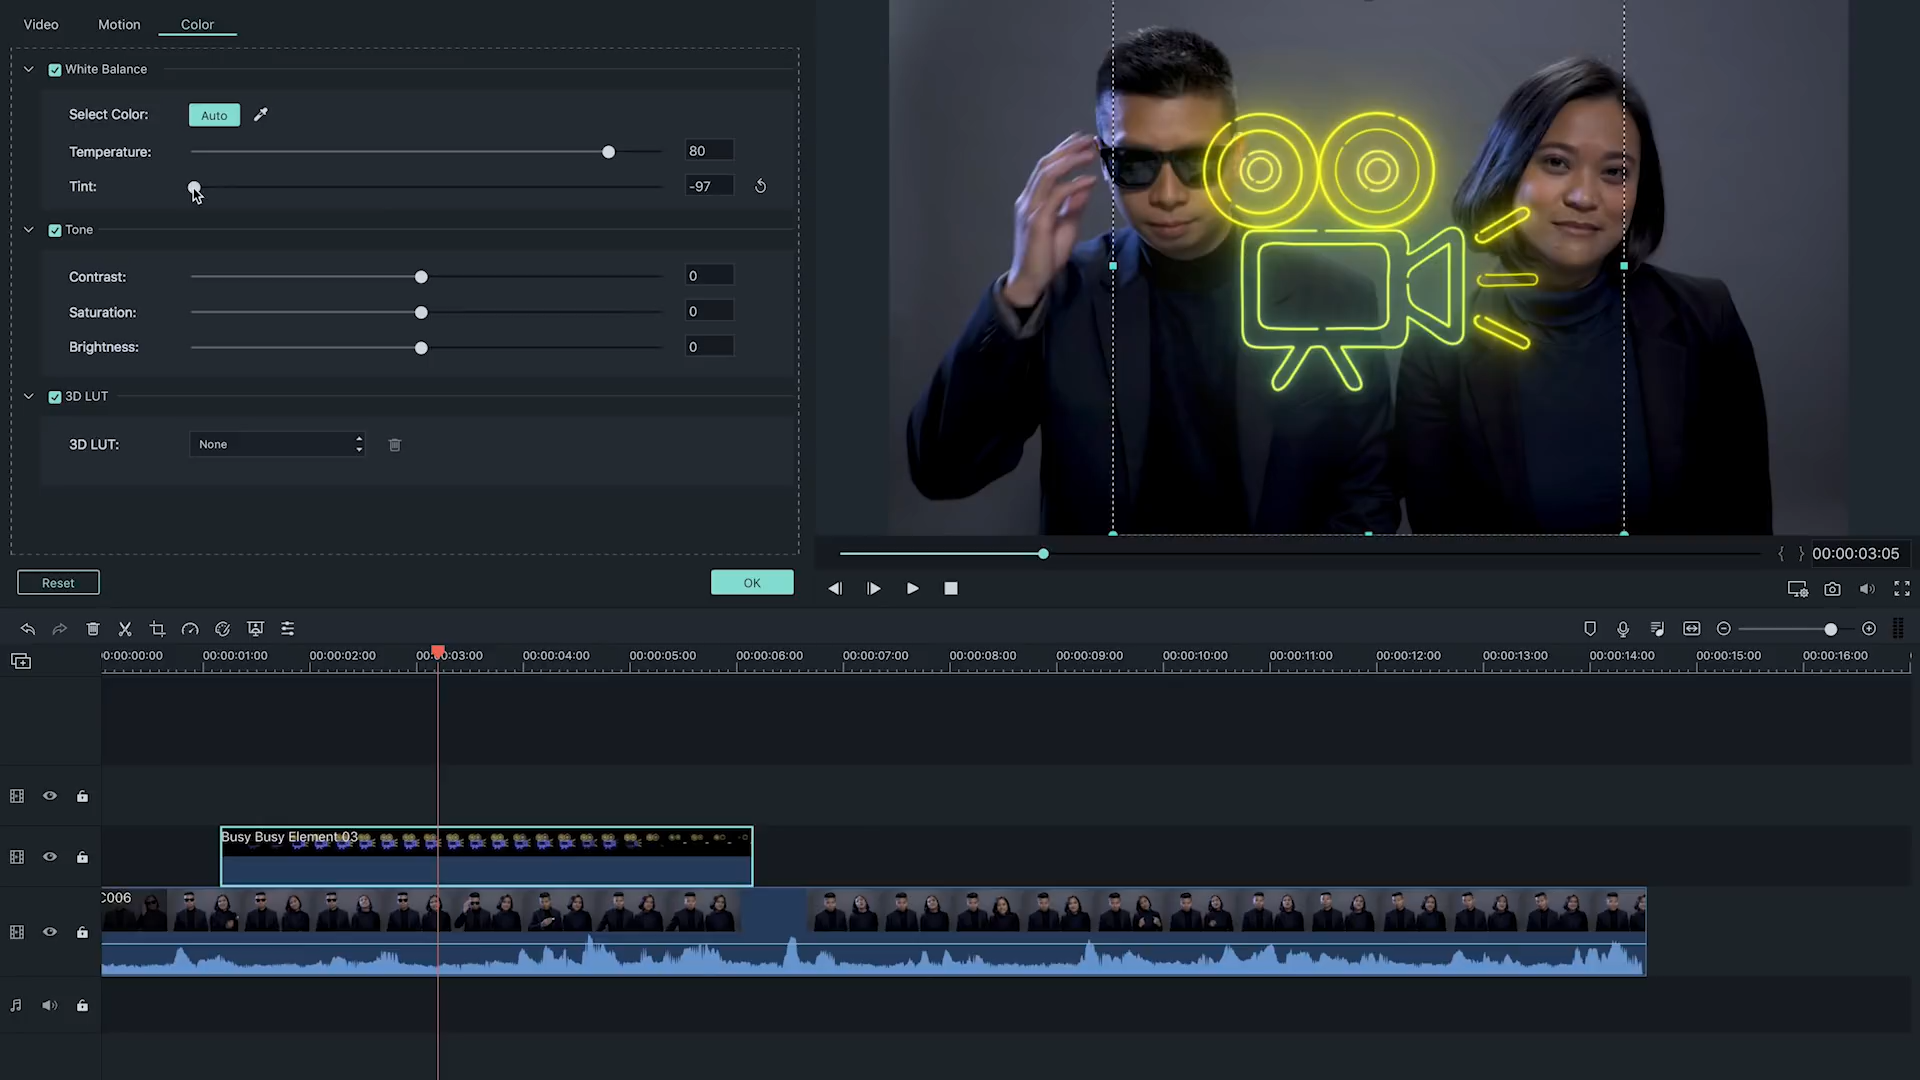 Video Motion Color
White Balance
Select Color: Auto
Temperature: 80
Tint: -97
Tone
Contrast: 0
Saturation: 0
Brightness: 0
3D LUT
3D LUT: None
Reset OK
{ } 00:00:03:05
00:00:00:00 00:00:01:00 00:00:02:00 00:00:03:00 00:00:04:00 00:00:05:00 00:00:06:00 00:00:07:00 00:00:08:00 00:00:09:00 00:00:10:00 00:00:11:00 00:00:12:00 00:00:13:00 00:00:14:00 00:00:15:00 00:00:16:00
Busy Busy Element 03
C006